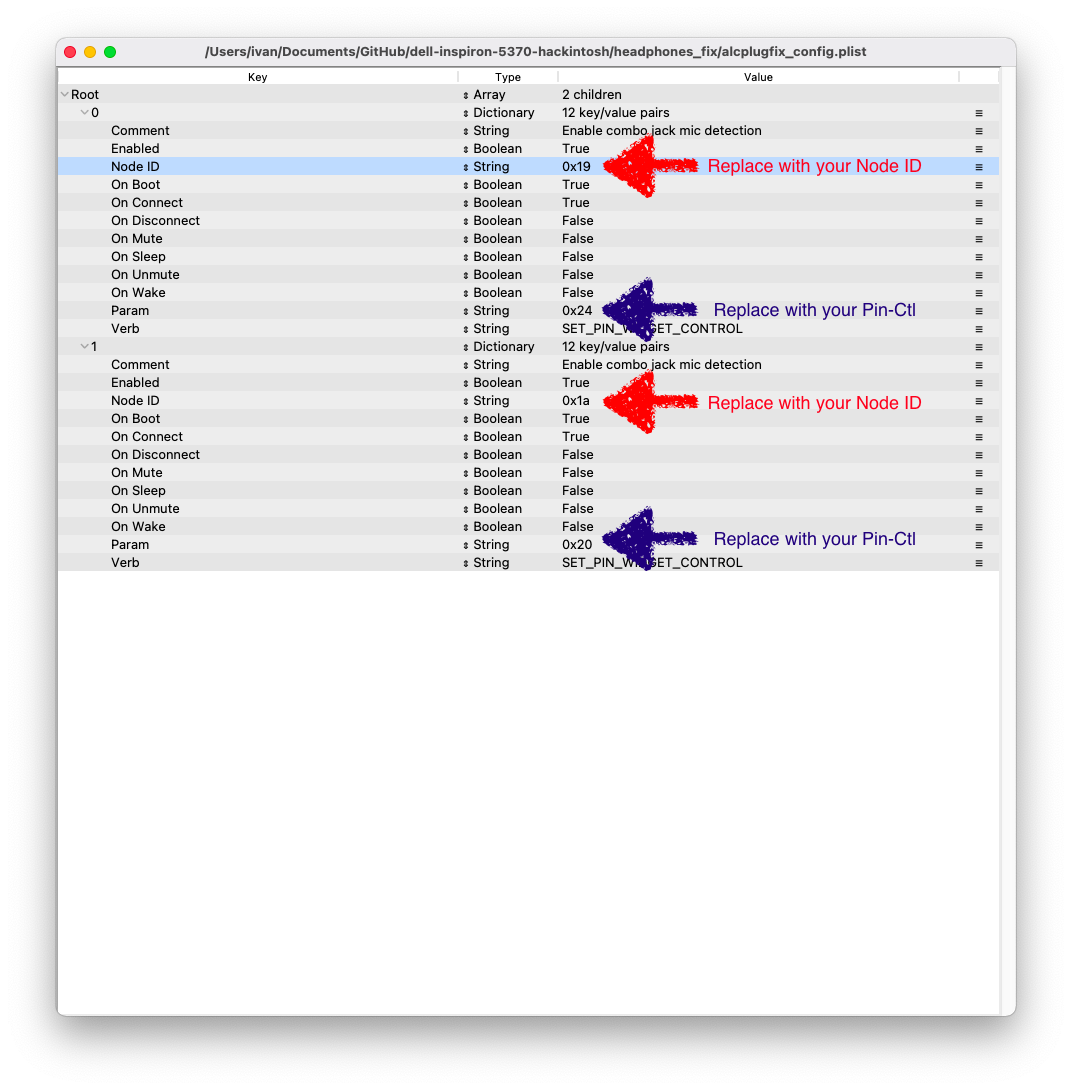 /Users/ivan/Documents/GitHub/dell-inspiron-5370-hackintosh/headphones_fix/alcplugfix_config.plist
Key Type Value
Root Array 2 children
0 Dictionary 12 key/value pairs
Comment String Enable combo jack mic detection
Enabled Boolean True
Node ID String 0x19 Replace with your Node ID
On Boot Boolean True
On Connect Boolean True
On Disconnect Boolean False
On Mute Boolean False
On Sleep Boolean False
On Unmute Boolean False
On Wake Boolean False
Param String 0x24 Replace with your Pin-Ctl
Verb String SET_PIN_WIDGET_CONTROL
1 Dictionary 12 key/value pairs
Comment String Enable combo jack mic detection
Enabled Boolean True
Node ID String 0x1a Replace with your Node ID
On Boot Boolean True
On Connect Boolean True
On Disconnect Boolean False
On Mute Boolean False
On Sleep Boolean False
On Unmute Boolean False
On Wake Boolean False
Param String 0x20 Replace with your Pin-Ctl
Verb String SET_PIN_WIDGET_CONTROL